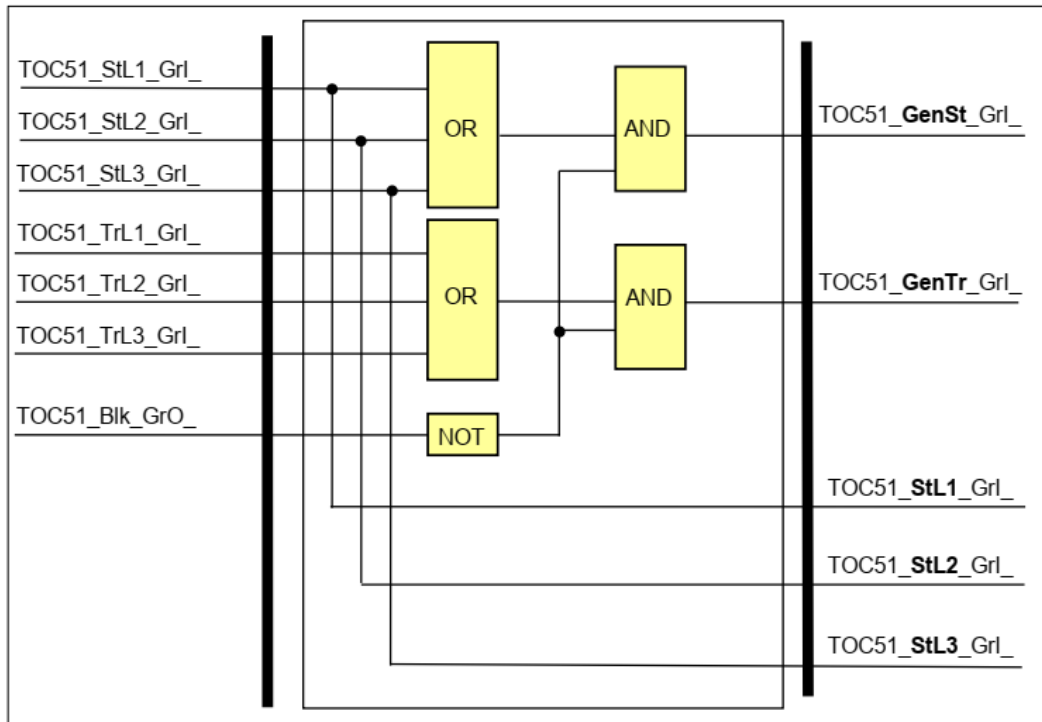 TOC51_StL1_GrI_
TOC51_StL2_GrI_
TOC51_StL3_GrI_
TOC51_TrL1_GrI_
TOC51_TrL2_GrI_
TOC51_TrL3_GrI_
TOC51_Blk_GrO_
OR
OR
NOT
AND
AND
TOC51_GenSt_GrI_
TOC51_GenTr_GrI_
TOC51_StL1_GrI_
TOC51_StL2_GrI_
TOC51_StL3_GrI_